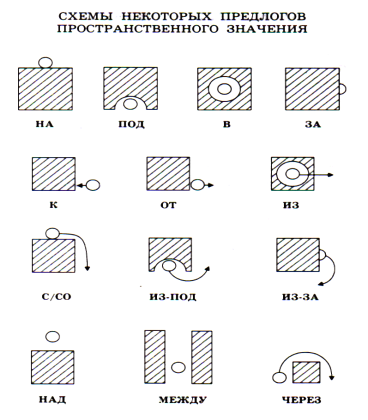 СХЕМЫ НЕКОТОРЫХ ПРЕДЛОГОВ
ПРОСТРАНСТВЕННОГО ЗНАЧЕНИЯ
НА ПОД В ЗА
К ОТ ИЗ
С/СО ИЗ-ПОД ИЗ-ЗА
НАД МЕЖДУ ЧЕРЕЗ